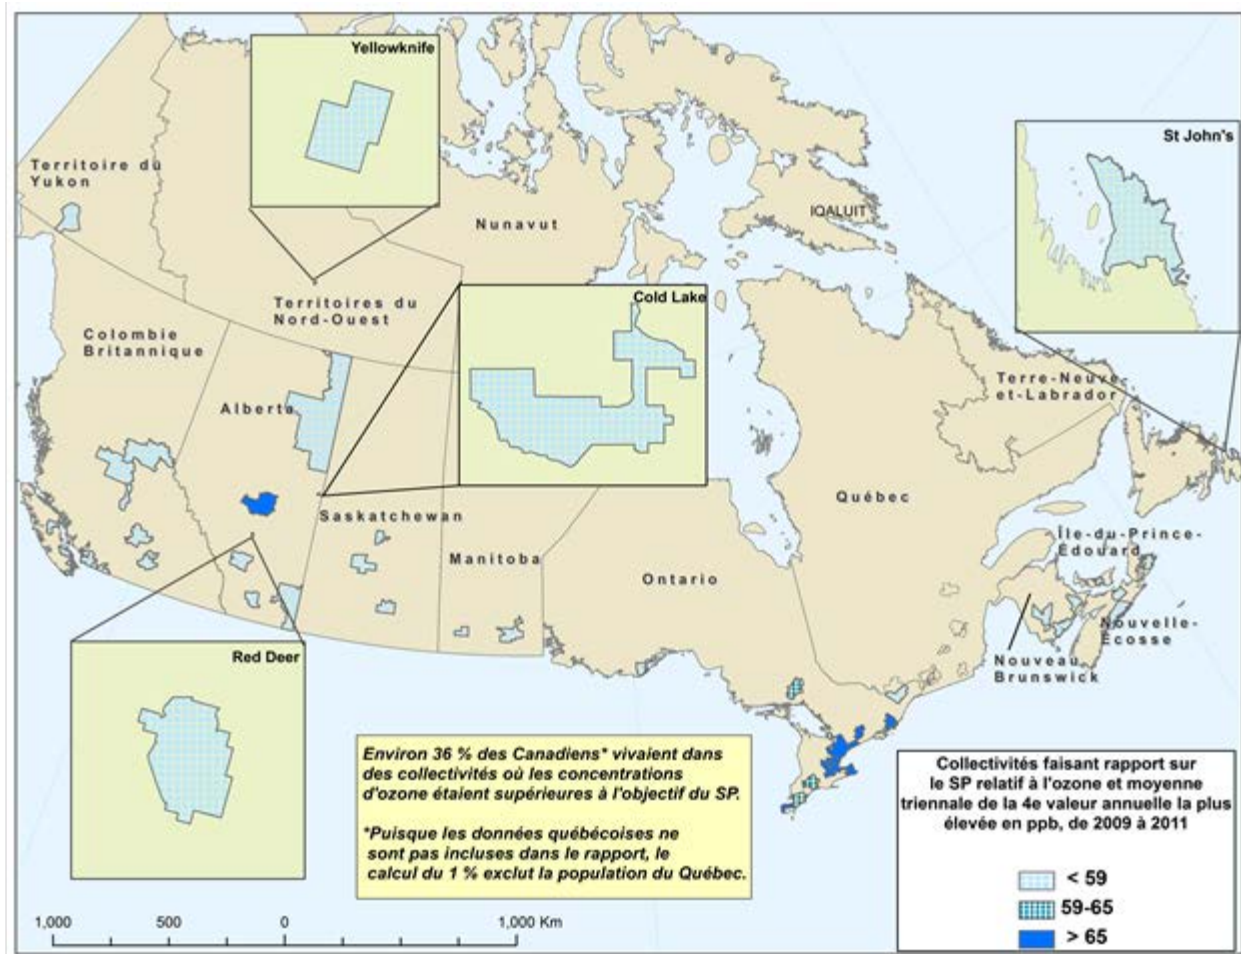 Yellowknife
St John's
Territoire du
Yukon
IQALUIT
Nunavut
Cold Lake
Territoires du
Nord-Ouest
Colombie
Britannique
Terre-Neuve-
et-Labrador
Alberta
Québec
Saskatchewan
Île-du-Prince-
Édouard
Manitoba
Ontario
Nouvelle-
Écosse
Nouveau
Brunswick
Red Deer
Environ 36 % des Canadiens* vivaient dans
des collectivités où les concentrations
d'ozone étaient supérieures à l'objectif du SP.
*Puisque les données québécoises ne
sont pas incluses dans le rapport, le
calcul du 1 % exclut la population du Québec.
Collectivités faisant rapport sur
le SP relatif à l'ozone et moyenne
triennale de la 4e valeur annuelle la plus
élevée en ppb, de 2009 à 2011
< 59
59-65
> 65
1,000 500 0 1,000 Km